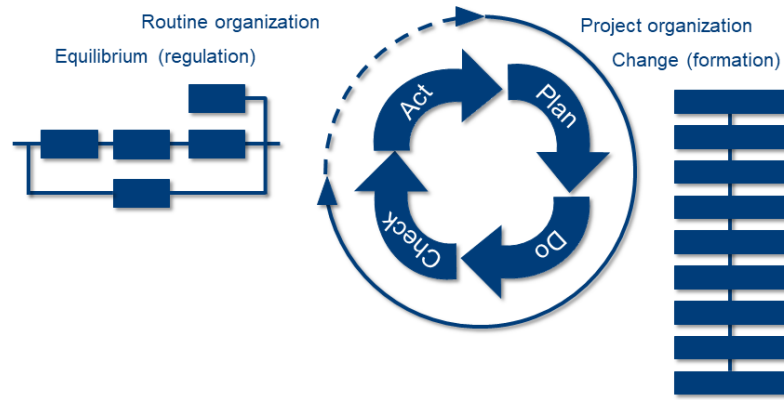 Routine organization
Equilibrium (regulation)
Project organization
Change (formation)
Act
Plan
Check
Do